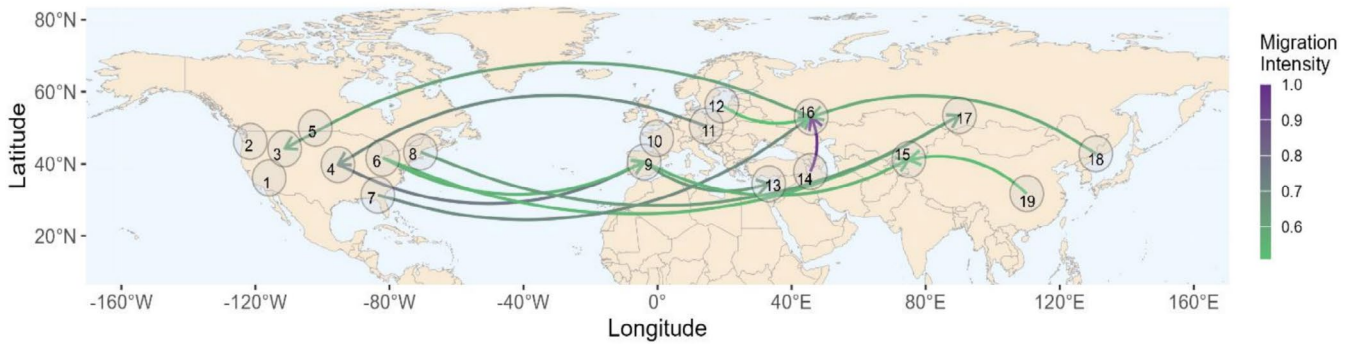 80°N
60°N
40°N
20°N
Latitude
1
2
3
4
5
6
7
8
9
10
11
12
13
14
15
16
17
18
19
-160°W
-120°W
-80°W
-40°W
0°
40°E
80°E
120°E
160°E
Longitude
Migration
Intensity
1.0
0.9
0.8
0.7
0.6